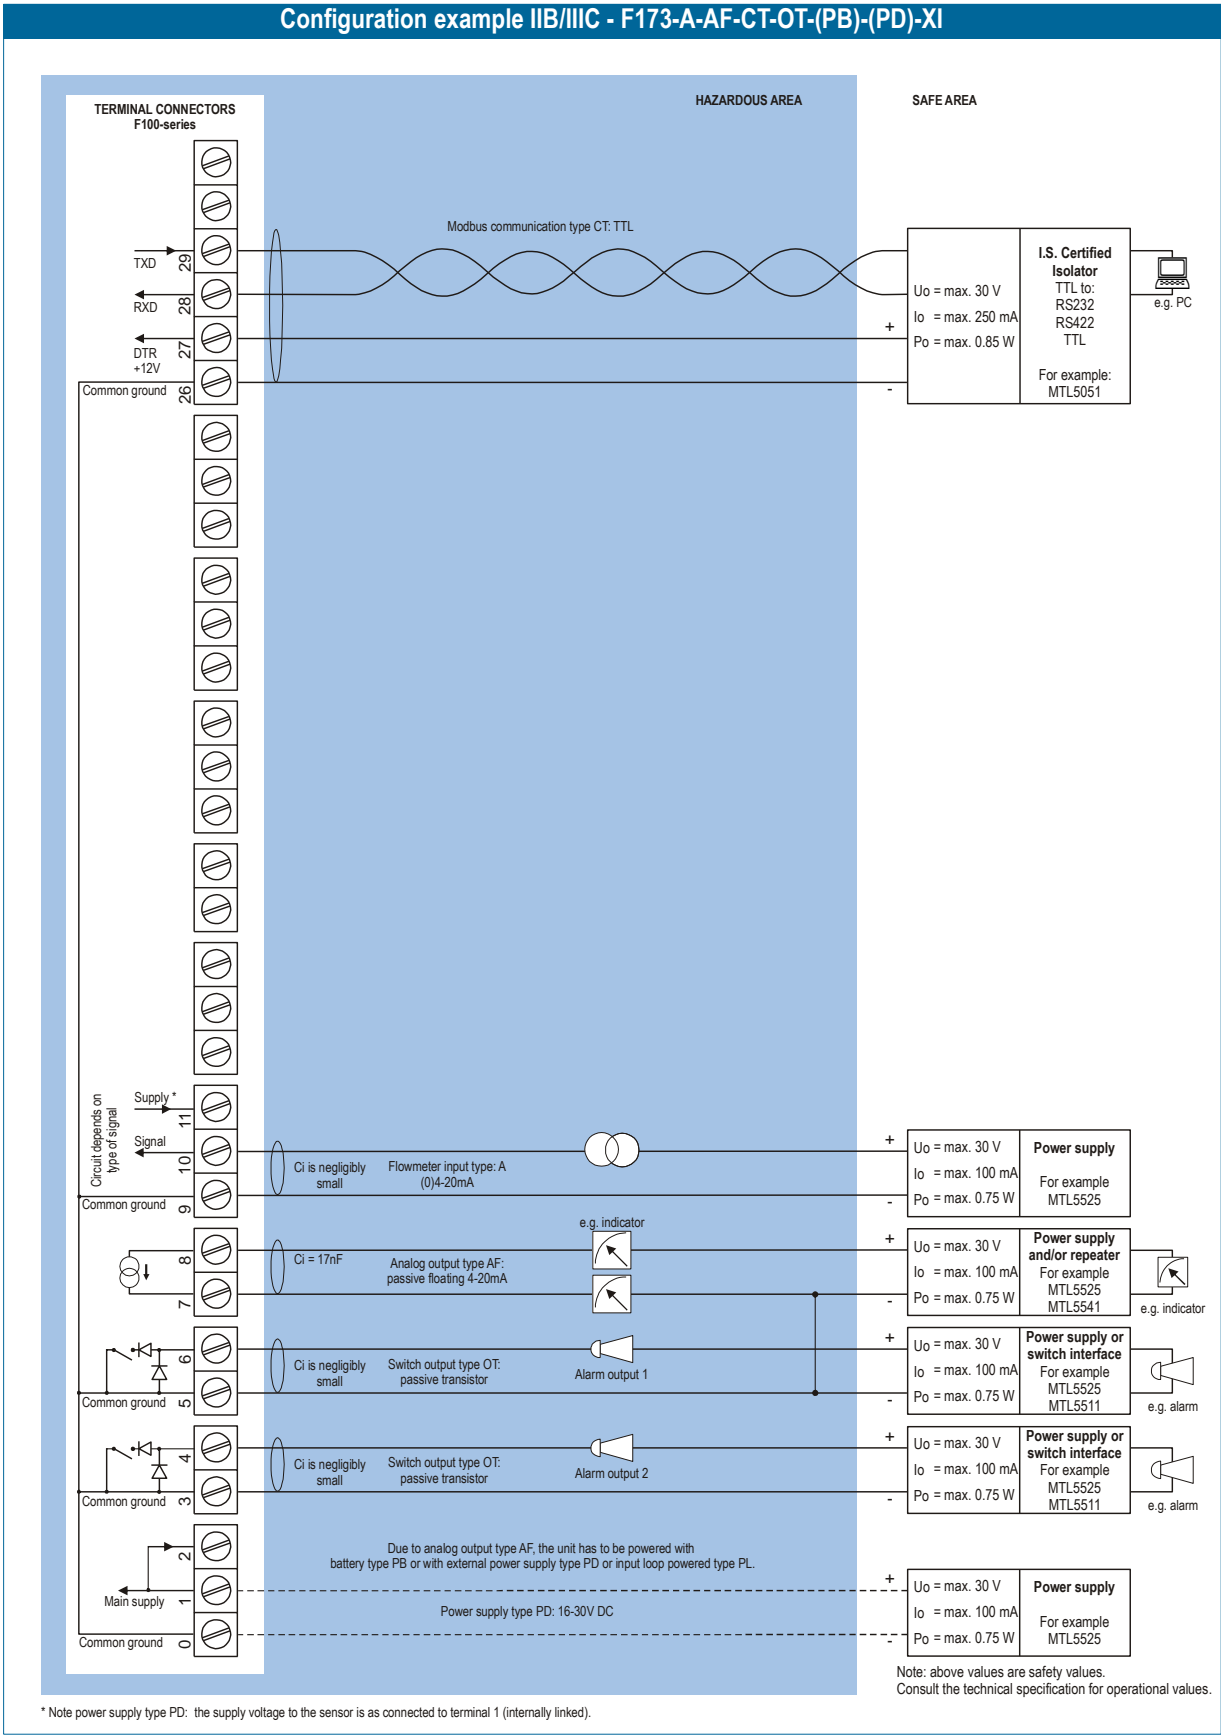 Configuration example IIB/IIIC - F173-A-AF-CT-OT-(PB)-(PD)-XI
HAZARDOUS AREA
SAFE AREA
TERMINAL CONNECTORS
F100-series
Modbus communication type CT: TTL
TXD
29
RXD
28
DTR
+12V
27
Common ground
26
+
-
Uo = max. 30 V
Io = max. 250 mA
Po = max. 0.85 W
I.S. Certified
Isolator
TTL to:
RS232
RS422
TTL
For example:
MTL5051
e.g. PC
Circuit depends on
type of signal
Supply *
11
Signal
10
Common ground
9
Ci is negligibly
small
Flowmeter input type: A
(0)4-20mA
+
-
Uo = max. 30 V
Io = max. 100 mA
Po = max. 0.75 W
Power supply
For example
MTL5525
e.g. indicator
8
7
Ci = 17nF
Analog output type AF:
passive floating 4-20mA
+
-
Uo = max. 30 V
Io = max. 100 mA
Po = max. 0.75 W
Power supply
and/or repeater
For example
MTL5525
MTL5541
e.g. indicator
6
Common ground
5
Ci is negligibly
small
Switch output type OT:
passive transistor
Alarm output 1
+
-
Uo = max. 30 V
Io = max. 100 mA
Po = max. 0.75 W
Power supply or
switch interface
For example
MTL5525
MTL5511
e.g. alarm
4
Common ground
3
Ci is negligibly
small
Switch output type OT:
passive transistor
Alarm output 2
+
-
Uo = max. 30 V
Io = max. 100 mA
Po = max. 0.75 W
Power supply or
switch interface
For example
MTL5525
MTL5511
e.g. alarm
2
Due to analog output type AF, the unit has to be powered with
battery type PB or with external power supply type PD or input loop powered type PL.
Main supply
1
Power supply type PD: 16-30V DC
Common ground
0
+
-
Uo = max. 30 V
Io = max. 100 mA
Po = max. 0.75 W
Power supply
For example
MTL5525
Note: above values are safety values.
Consult the technical specification for operational values.
* Note power supply type PD: the supply voltage to the sensor is as connected to terminal 1 (internally linked).